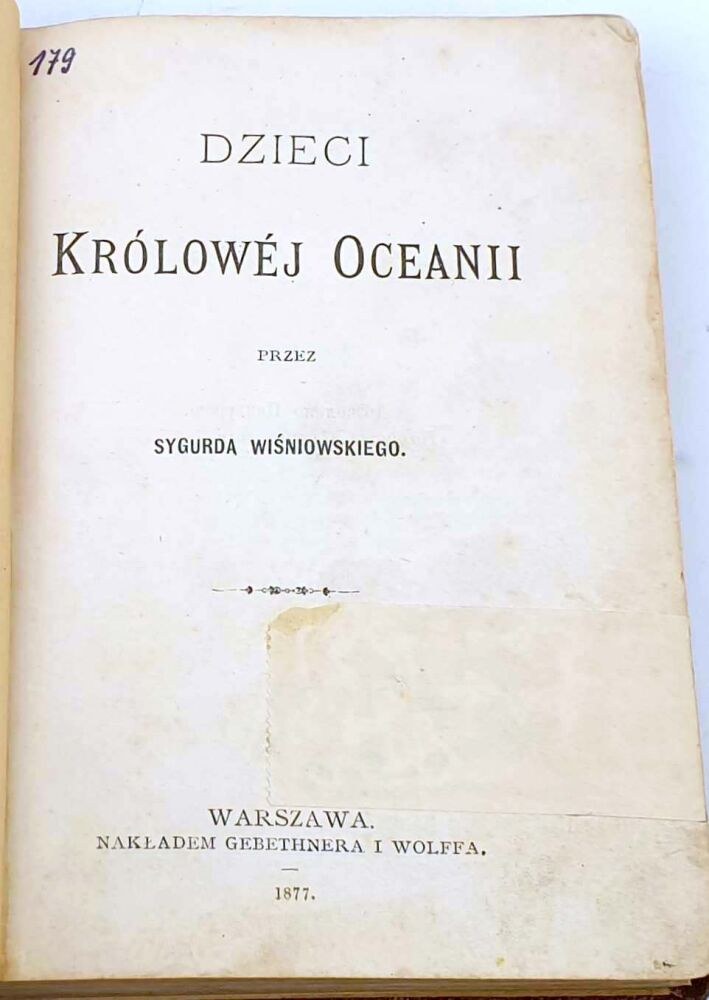 179
DZIECI
KRÓLOWÉJ OCEANII
PRZEZ
SYGURDA WIŚNIOWSKIEGO.
WARSZAWA.
NAKŁADEM GEBETHNERA I WOLFFA.
1877.